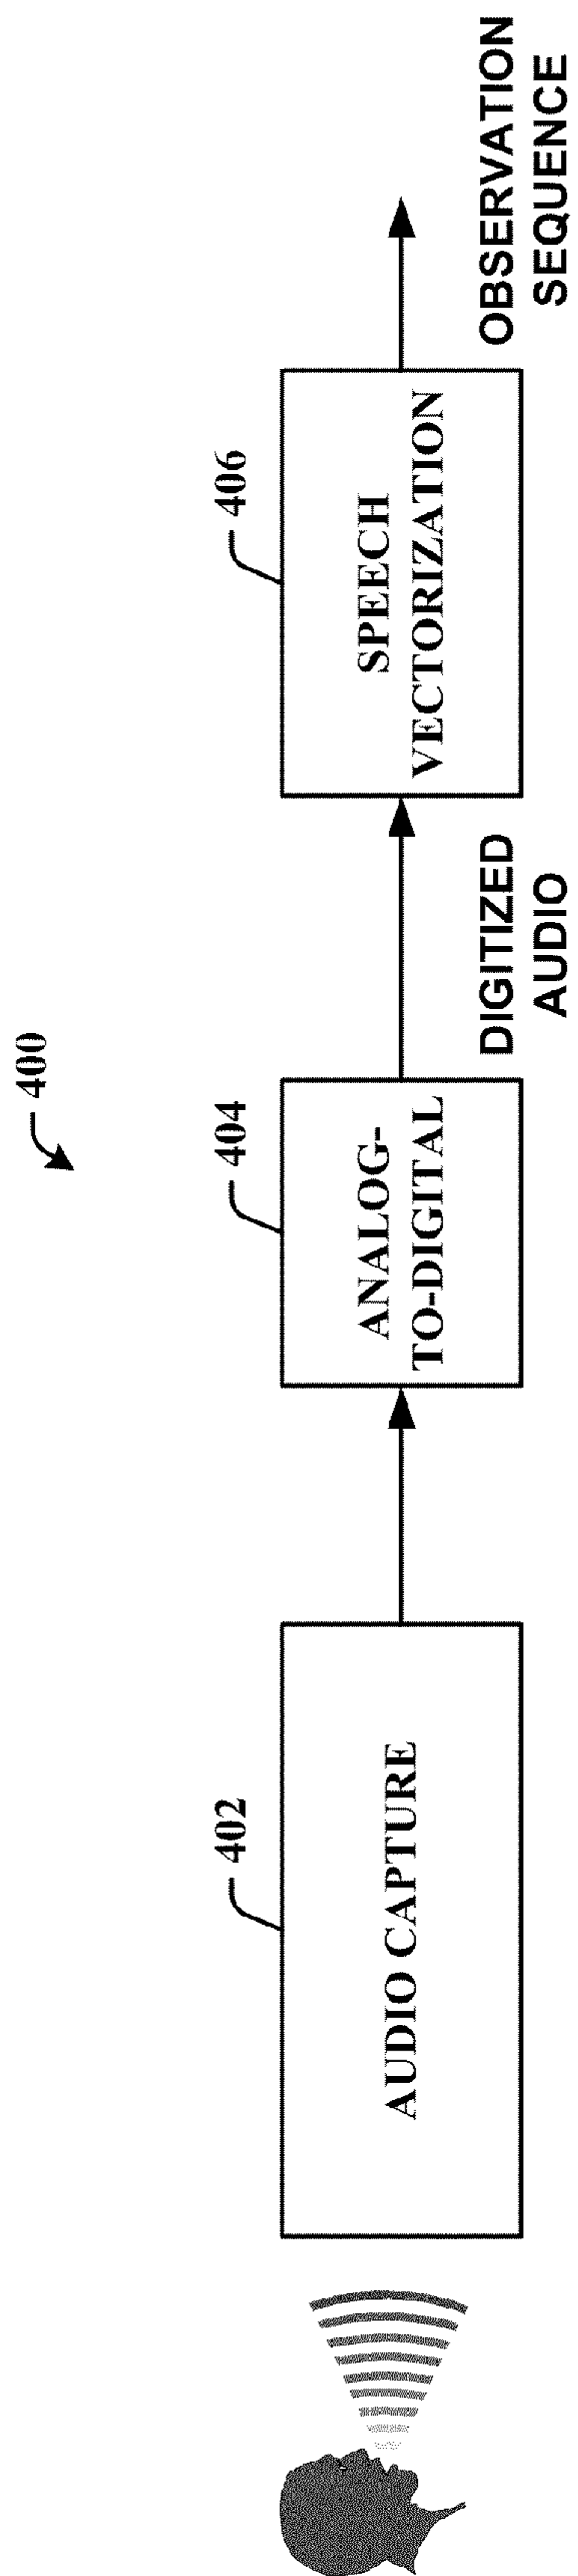 400
402
AUDIO CAPTURE
404
ANALOG-
TO-DIGITAL
DIGITIZED
AUDIO
406
SPEECH
VECTORIZATION
OBSERVATION
SEQUENCE